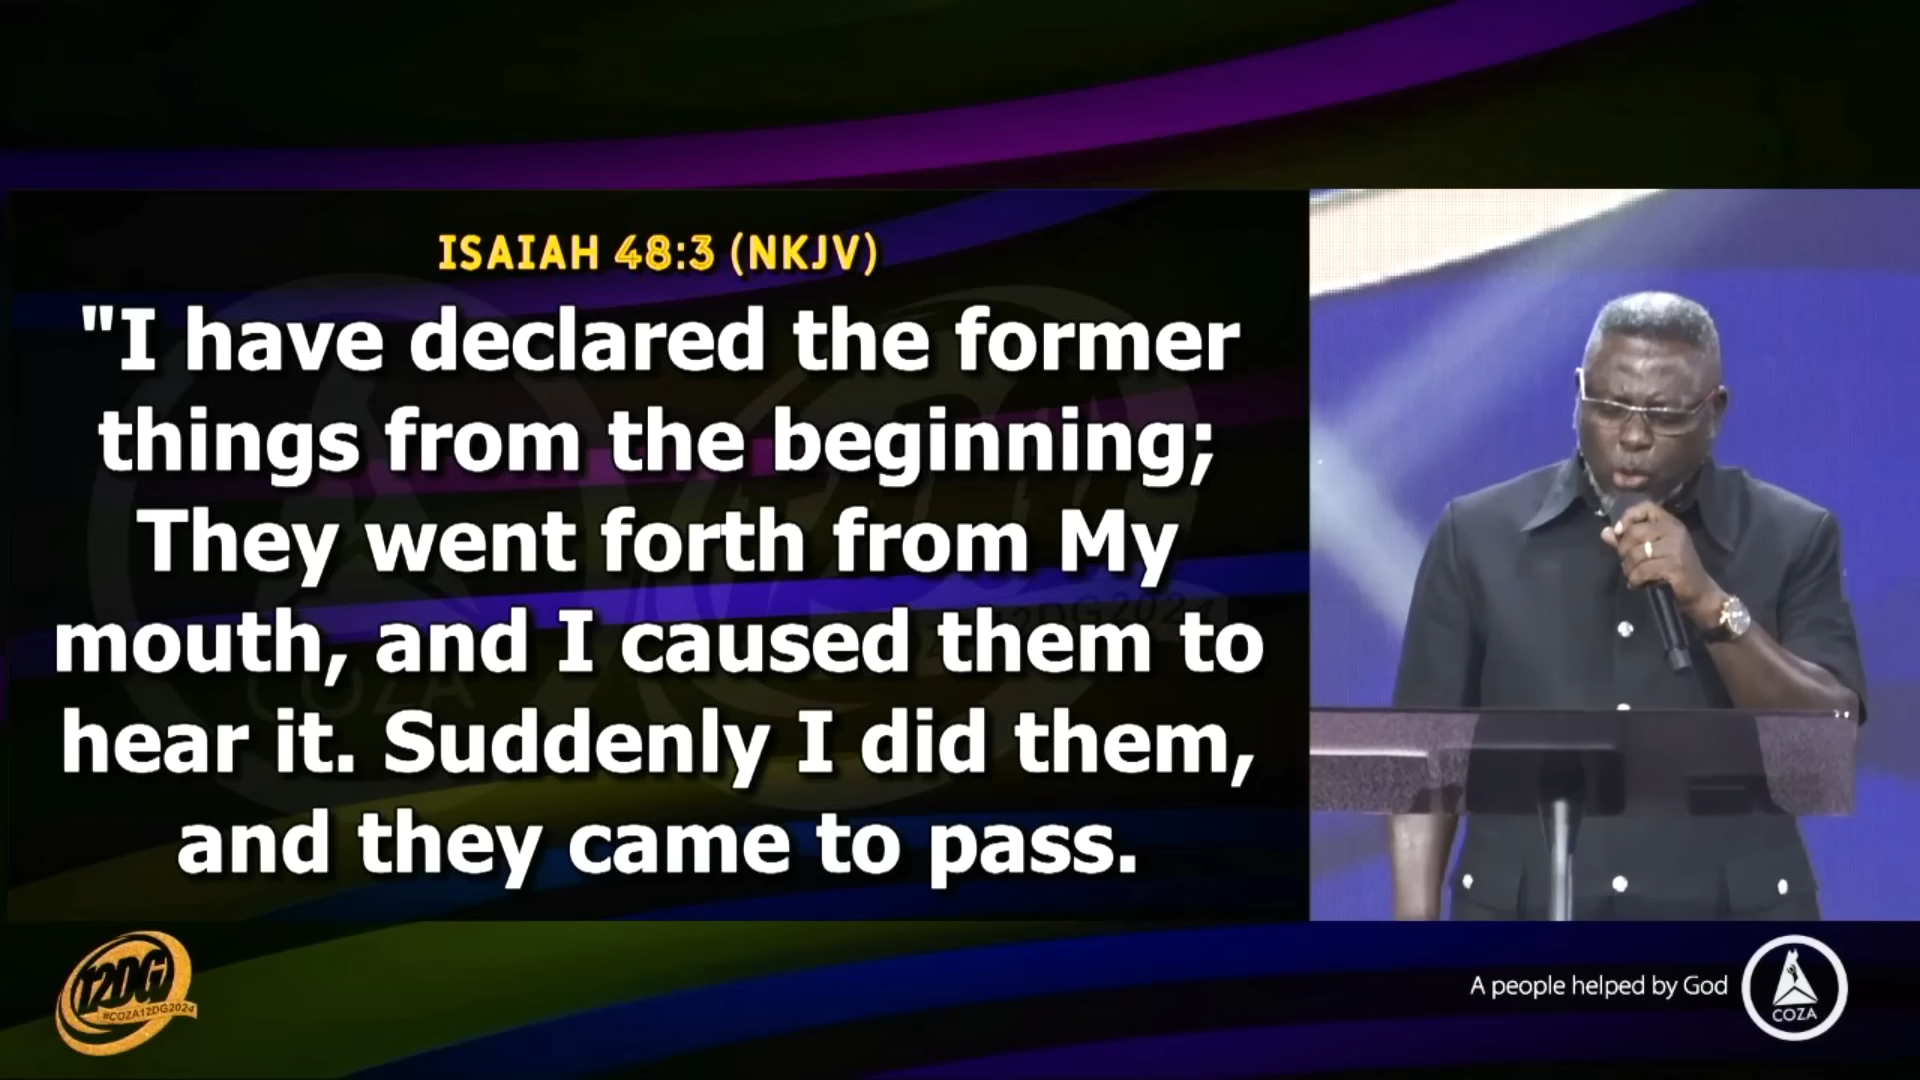 ISAIAH 48:3 (NKJV)
"I have declared the former
things from the beginning;
They went forth from My
mouth, and I caused them to
hear it. Suddenly I did them,
and they came to pass.
12DG
#COZA12DG2024
A people helped by God
COZA